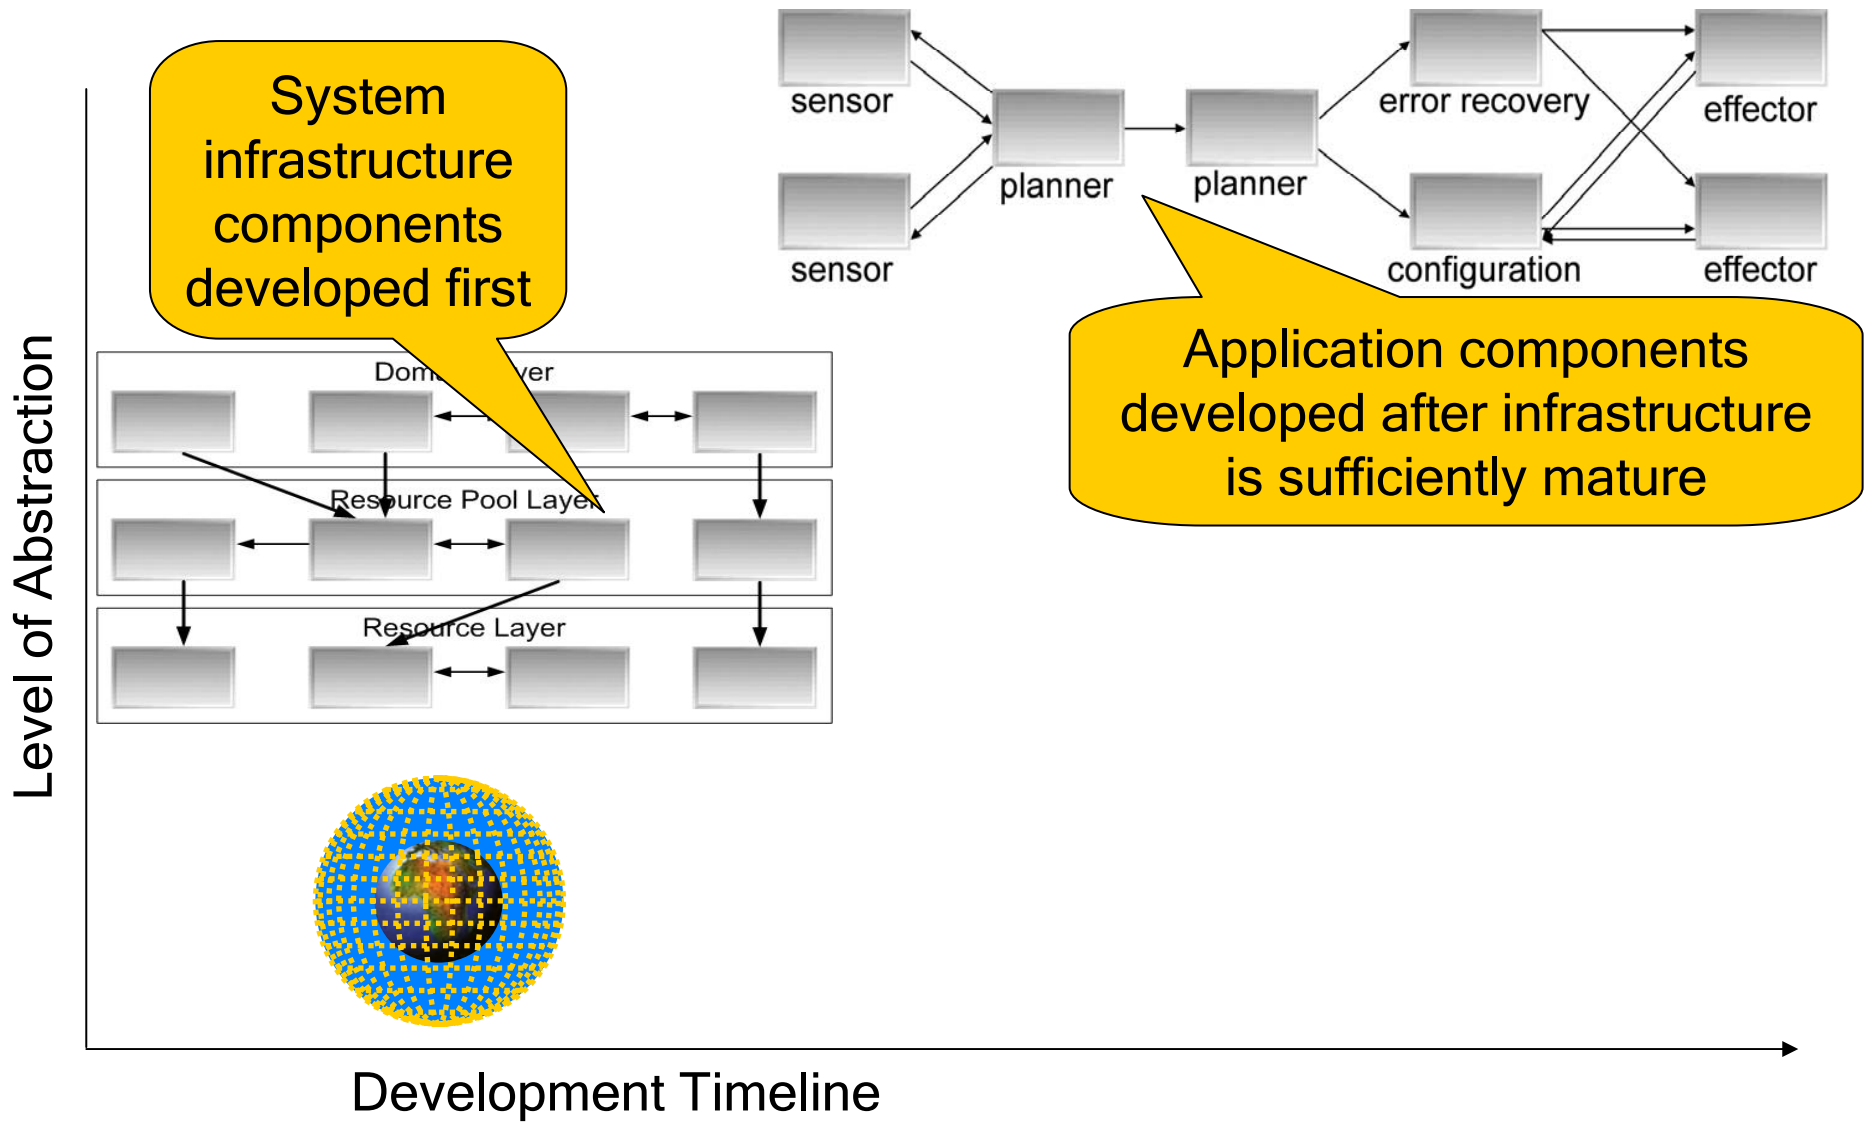 System
infrastructure
components
developed first
sensor
sensor
planner
planner
error recovery
configuration
effector
effector
Application components
developed after infrastructure
is sufficiently mature
Level of Abstraction
Resource Pool Layer
Resource Layer
Development Timeline